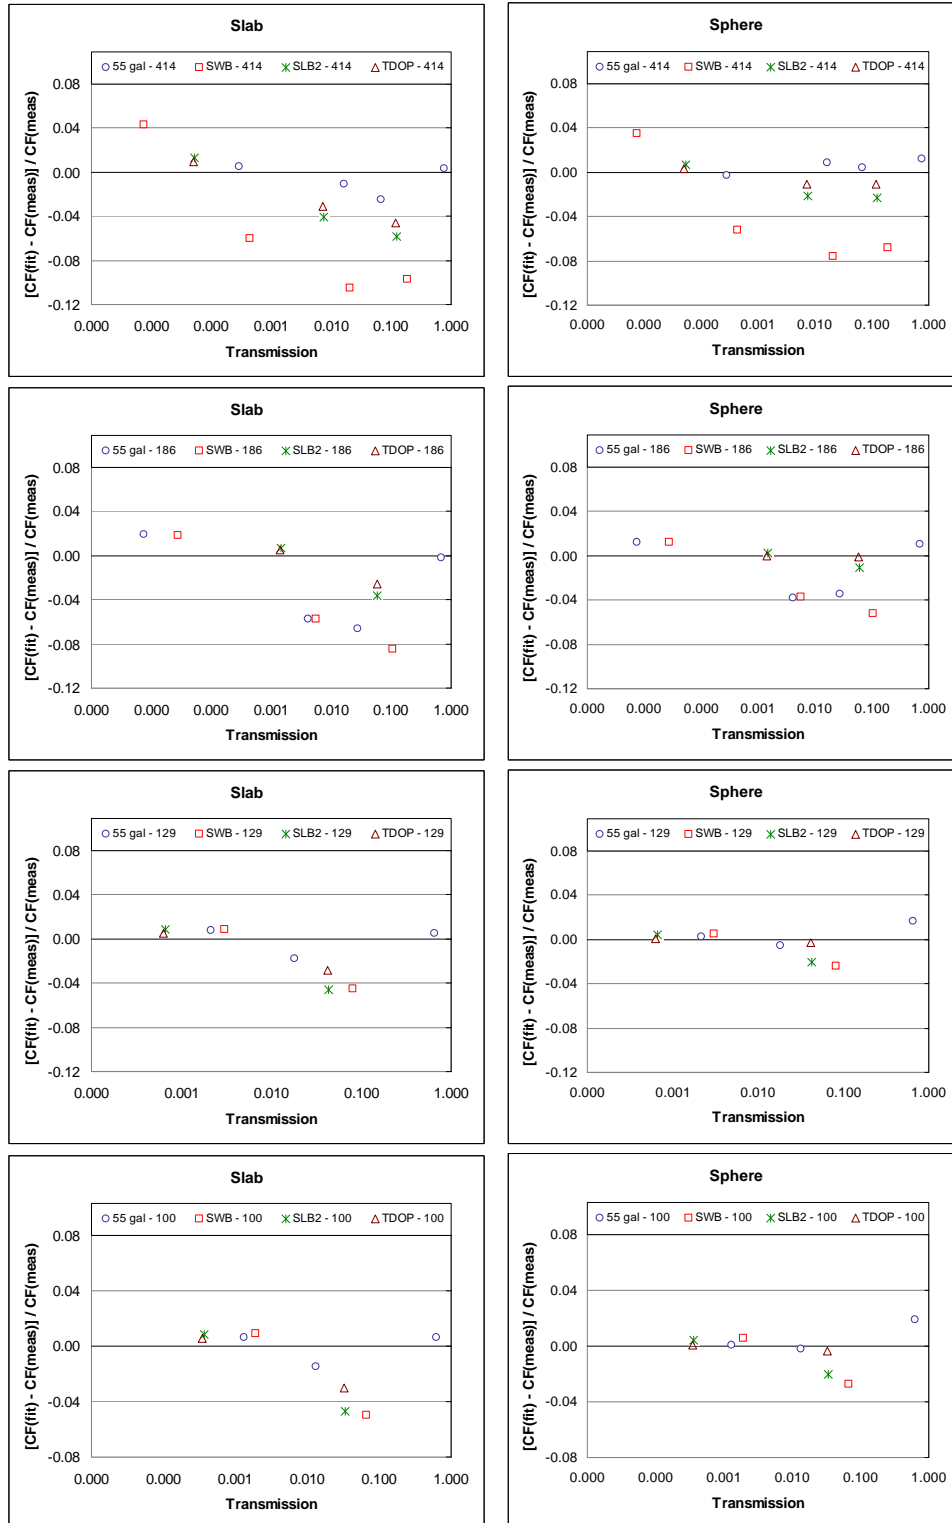 Slab
55 gal - 414 SWB - 414 SLB2 - 414 TDOP - 414
[CF(fit) - CF(meas)] / CF(meas)
0.08
0.04
0.00
-0.04
-0.08
-0.12
0.000 0.000 0.000 0.001 0.010 0.100 1.000
Transmission
Sphere
55 gal - 414 SWB - 414 SLB2 - 414 TDOP - 414
[CF(fit) - CF(meas)] / CF(meas)
0.08
0.04
0.00
-0.04
-0.08
-0.12
0.000 0.000 0.000 0.001 0.010 0.100 1.000
Transmission
Slab
55 gal - 186 SWB - 186 SLB2 - 186 TDOP - 186
[CF(fit) - CF(meas)] / CF(meas)
0.08
0.04
0.00
-0.04
-0.08
-0.12
0.000 0.000 0.000 0.001 0.010 0.100 1.000
Transmission
Sphere
55 gal - 186 SWB - 186 SLB2 - 186 TDOP - 186
[CF(fit) - CF(meas)] / CF(meas)
0.08
0.04
0.00
-0.04
-0.08
-0.12
0.000 0.000 0.000 0.001 0.010 0.100 1.000
Transmission
Slab
55 gal - 129 SWB - 129 SLB2 - 129 TDOP - 129
[CF(fit) - CF(meas)] / CF(meas)
0.08
0.04
0.00
-0.04
-0.08
-0.12
0.000 0.001 0.010 0.100 1.000
Transmission
Sphere
55 gal - 129 SWB - 129 SLB2 - 129 TDOP - 129
[CF(fit) - CF(meas)] / CF(meas)
0.08
0.04
0.00
-0.04
-0.08
-0.12
0.000 0.001 0.010 0.100 1.000
Transmission
Slab
55 gal - 100 SWB - 100 SLB2 - 100 TDOP - 100
[CF(fit) - CF(meas)] / CF(meas)
0.08
0.04
0.00
-0.04
-0.08
0.000 0.000 0.001 0.010 0.100 1.000
Transmission
Sphere
55 gal - 100 SWB - 100 SLB2 - 100 TDOP - 100
[CF(fit) - CF(meas)] / CF(meas)
0.08
0.04
0.00
-0.04
-0.08
0.000 0.000 0.001 0.010 0.100 1.000
Transmission